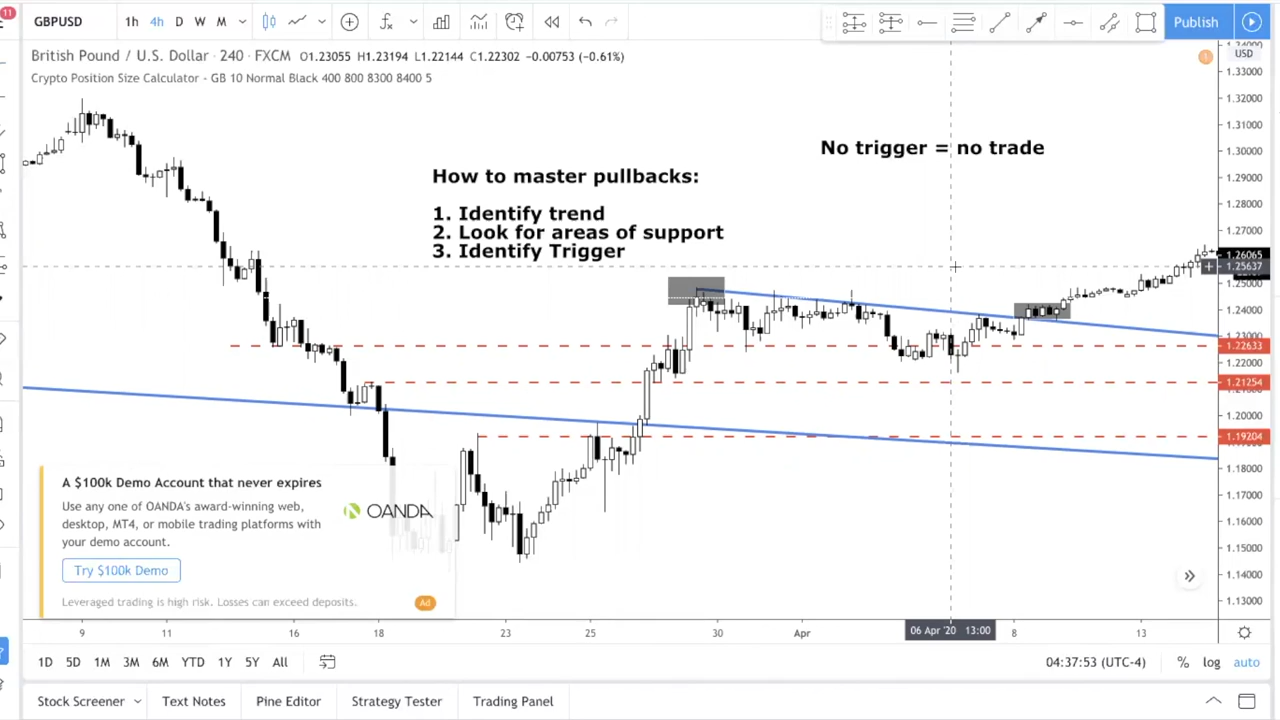 11
GBPUSD
1h 4h D W M
Publish
British Pound / U.S. Dollar · 240 · FXCM O1.23055 H1.23194 L1.22144 C1.22302 −0.00753 (−0.61%)
Crypto Position Size Calculator - GB 10 Normal Black 400 800 8300 8400 5
No trigger = no trade
How to master pullbacks:
1. Identify trend
2. Look for areas of support
3. Identify Trigger
USD
1.33000
1.32000
1.31000
1.30000
1.29000
1.28000
1.27000
1.26065
1.25637
1.25000
1.24000
1.23000
1.22633
1.22000
1.21254
1.20000
1.19204
1.18000
1.17000
1.16000
1.15000
1.14000
1.13000
A $100k Demo Account that never expires
Use any one of OANDA's award-winning web,
desktop, MT4, or mobile trading platforms with
your demo account.
OANDA
Try $100k Demo
Leveraged trading is high risk. Losses can exceed deposits.
Ad
9 11 16 18 23 25 30 Apr 06 Apr '20 13:00 8 13
1D 5D 1M 3M 6M YTD 1Y 5Y All
04:37:53 (UTC-4) % log auto
Stock Screener Text Notes Pine Editor Strategy Tester Trading Panel